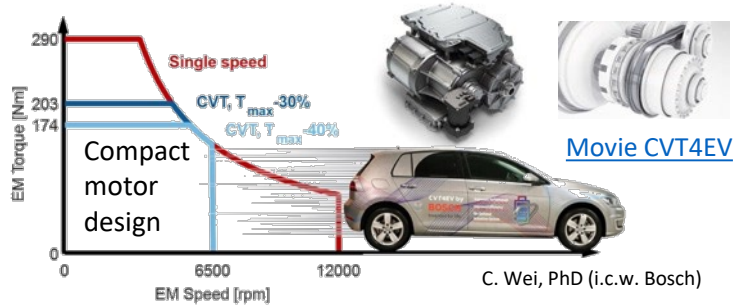 290
203
174
0
EM Torque [Nm]
Single speed
CVT, Tmax-30%
CVT, Tmax-40%
Compact
motor
design
Movie CVT4EV
CVT4EV by
BOSCH
0
6500
12000
EM Speed [rpm]
C. Wei, PhD (i.c.w. Bosch)